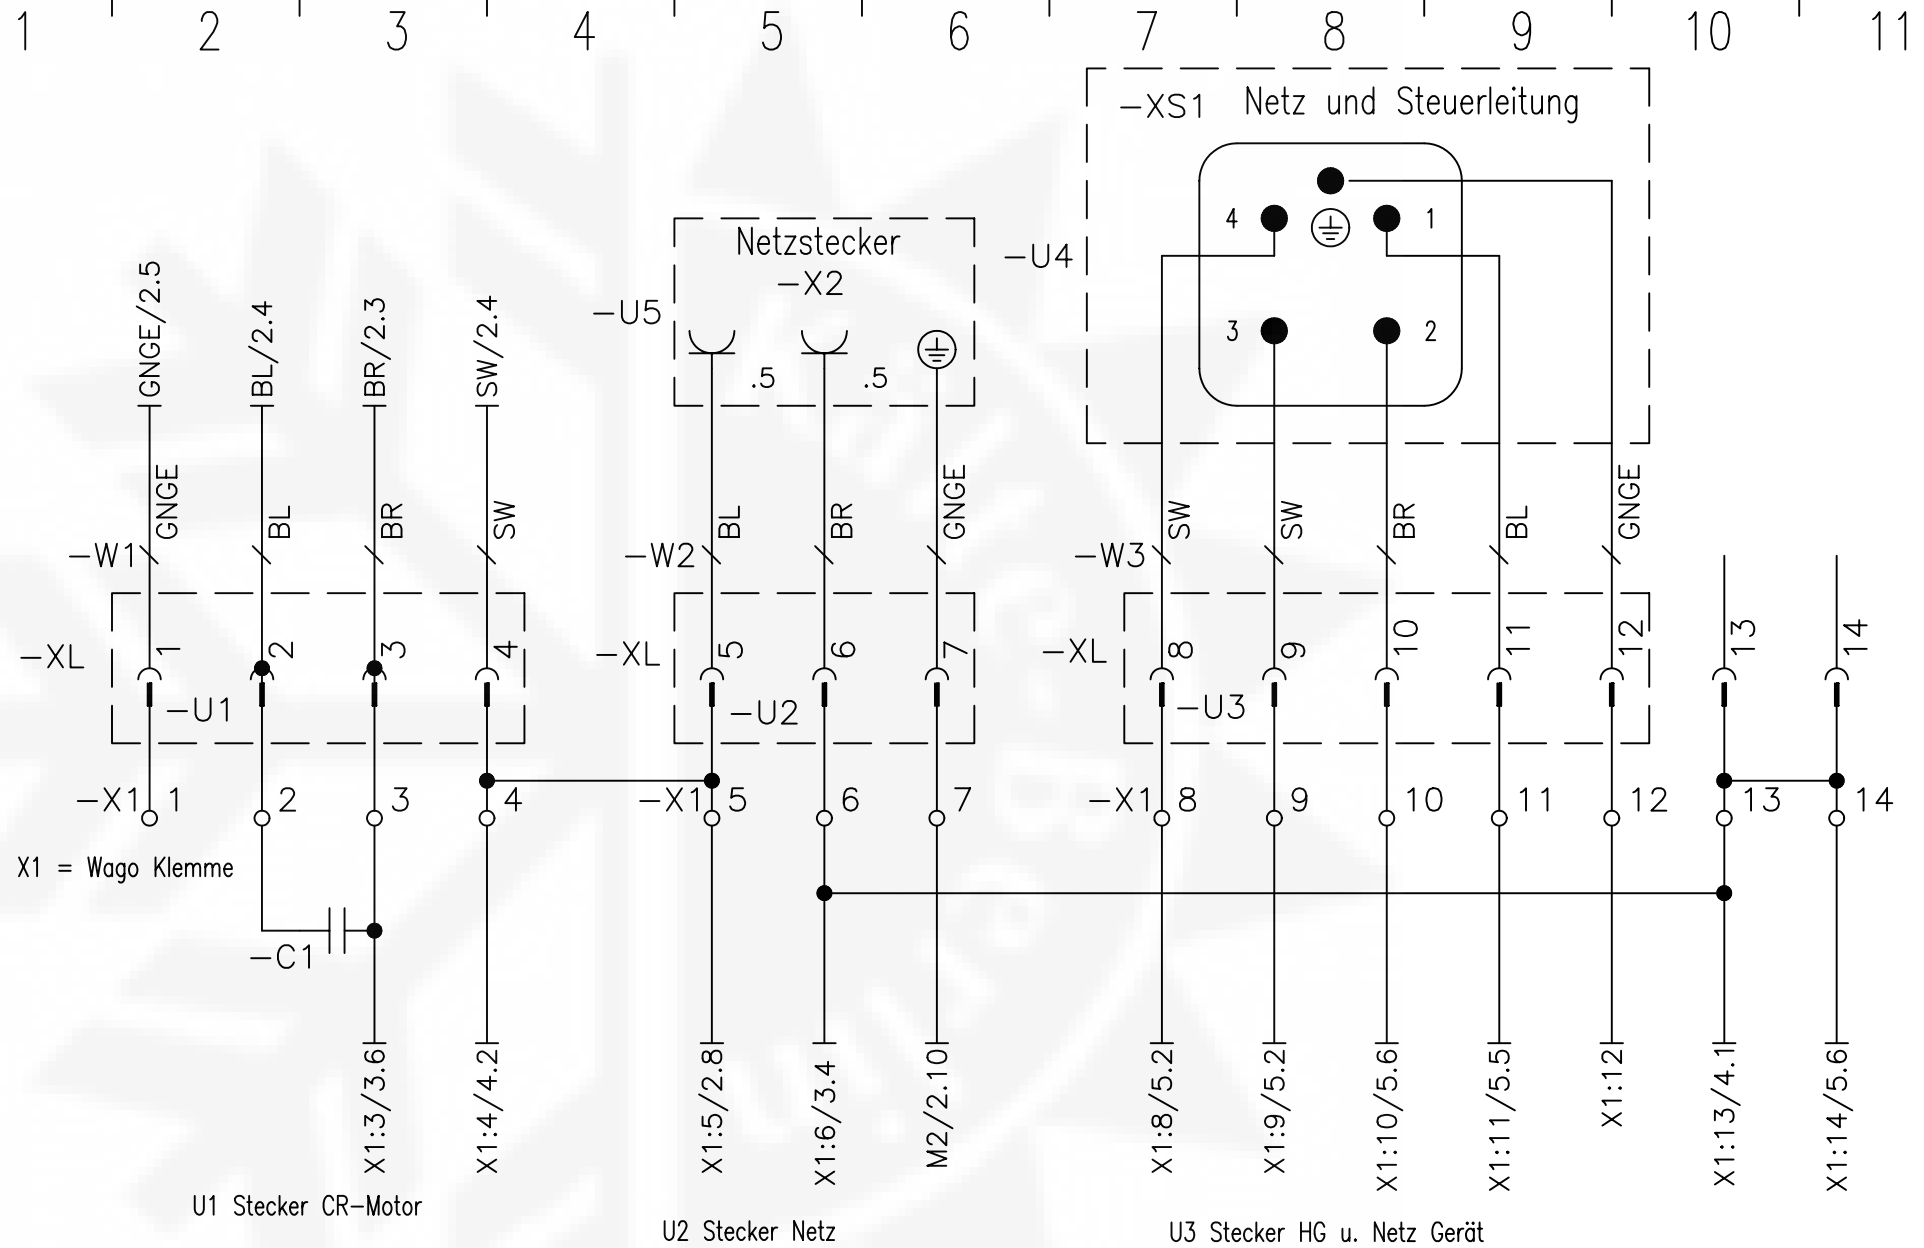 1 2 3 4 5 6 7 8 9 10 11
-XS1 Netz und Steuerleitung
4 1
3 2
-U4
Netzstecker
-X2
-U5
.5 .5
GNGE/2.5 BL/2.4 BR/2.3 SW/2.4
GNGE BL BR SW BL BR GNGE SW SW BR BL GNGE
-W1 -W2 -W3
-XL 1 2 3 4 -XL 5 6 7 -XL 8 9 10 11 12 13 14
-U1 -U2 -U3
-X1 1 2 3 4 -X1 5 6 7 -X1 8 9 10 11 12 13 14
X1 = Wago Klemme
-C1
X1:3/3.6 X1:4/4.2 X1:5/2.8 X1:6/3.4 M2/2.10 X1:8/5.2 X1:9/5.2 X1:10/5.6 X1:11/5.5 X1:12 X1:13/4.1 X1:14/5.6
U1 Stecker CR-Motor
U2 Stecker Netz
U3 Stecker HG u. Netz Gerät